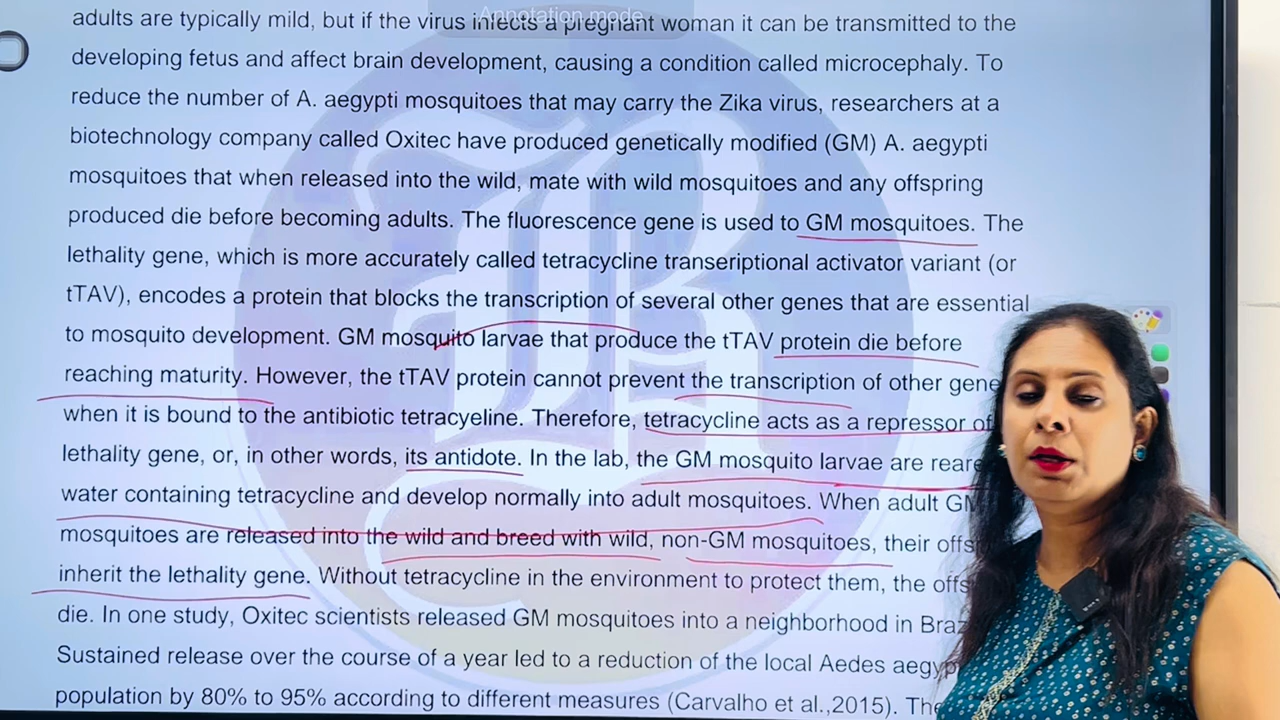 Annotation mode
adults are typically mild, but if the virus infects a pregnant woman it can be transmitted to the
developing fetus and affect brain development, causing a condition called microcephaly. To
reduce the number of A. aegypti mosquitoes that may carry the Zika virus, researchers at a
biotechnology company called Oxitec have produced genetically modified (GM) A. aegypti
mosquitoes that when released into the wild, mate with wild mosquitoes and any offspring
produced die before becoming adults. The fluorescence gene is used to GM mosquitoes. The
lethality gene, which is more accurately called tetracycline transeriptional activator variant (or
tTAV), encodes a protein that blocks the transcription of several other genes that are essential
to mosquito development. GM mosquito larvae that produce the tTAV protein die before
reaching maturity. However, the tTAV protein cannot prevent the transcription of other gene
when it is bound to the antibiotic tetracyeline. Therefore, tetracycline acts as a repressor of
lethality gene, or, in other words, its antidote. In the lab, the GM mosquito larvae are reare
water containing tetracycline and develop normally into adult mosquitoes. When adult GM
mosquitoes are released into the wild and breed with wild, non-GM mosquitoes, their offs
inherit the lethality gene. Without tetracycline in the environment to protect them, the offs
die. In one study, Oxitec scientists released GM mosquitoes into a neighborhood in Braz
Sustained release over the course of a year led to a reduction of the local Aedes aegyp
population by 80% to 95% according to different measures (Carvalho et al.,2015). The